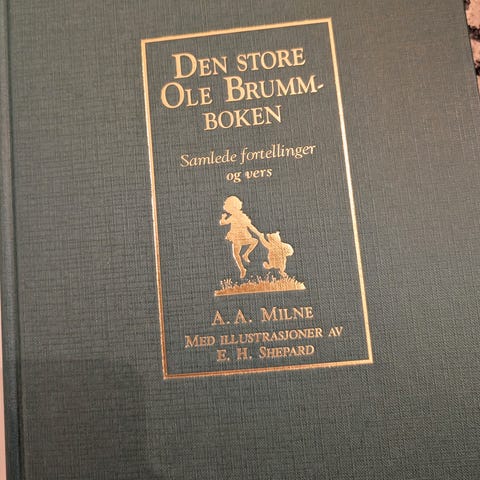 DEN STORE
OLE BRUMM-
BOKEN
Samlede fortellinger
og vers
A. A. MILNE
MED ILLUSTRASJONER AV
E. H. SHEPARD